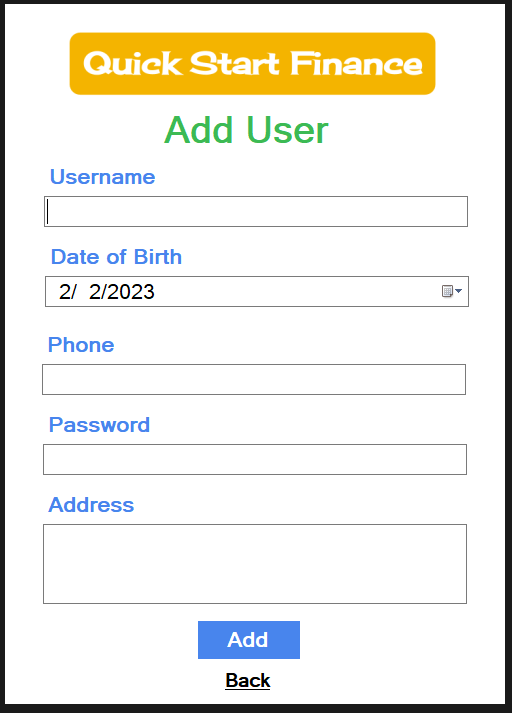 Quick Start Finance
Add User
Username
Date of Birth
2/ 2/2023
Phone
Password
Address
Add
Back